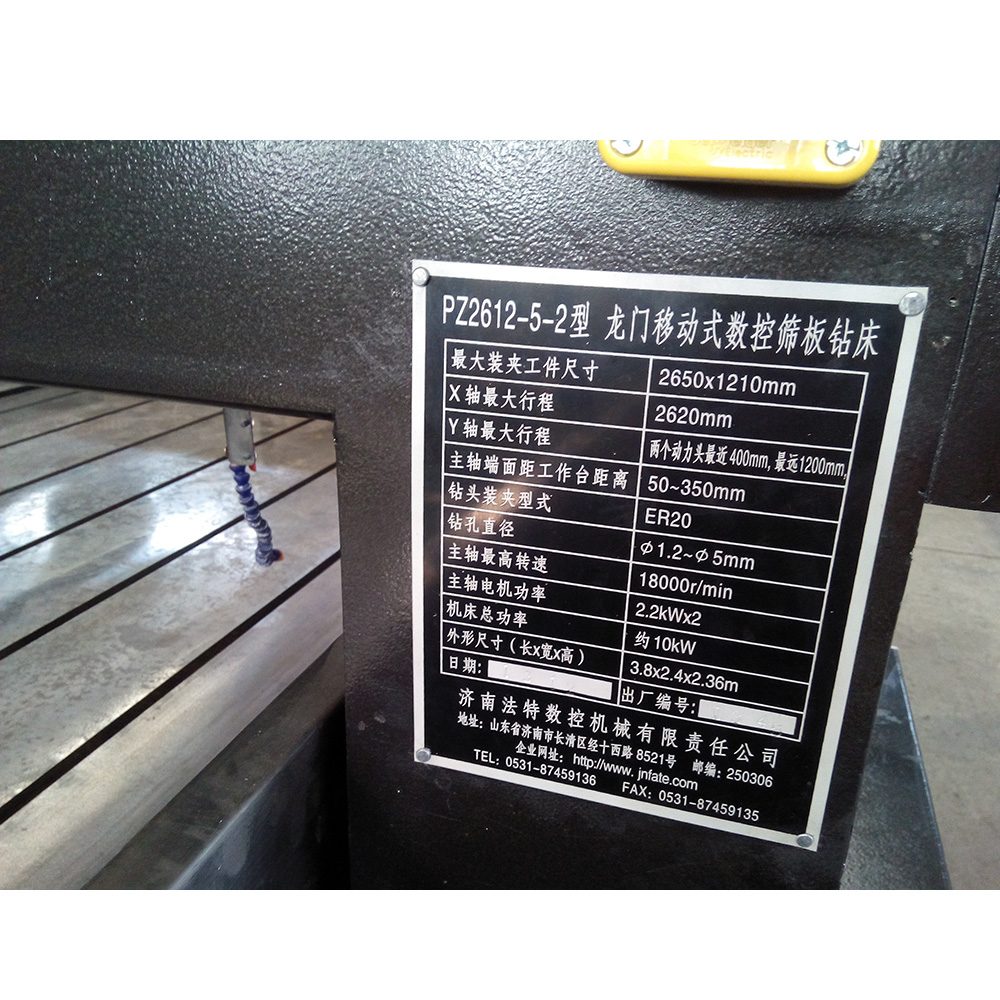 electric
PZ2612-5-2型 龙门移动式数控筛板钻床
最大装夹工件尺寸 2650x1210mm
X轴最大行程 2620mm
Y轴最大行程 两个动力头最近400mm,最远1200mm,
主轴端面距工作台距离 50~350mm
钻头装夹型式 ER20
钻孔直径 Φ1.2~Φ5mm
主轴最高转速 18000r/min
主轴电机功率 2.2kWx2
机床总功率 约10kW
外形尺寸(长x宽x高) 3.8x2.4x2.36m
日期: 出厂编号:
济南法特数控机械有限责任公司
地址: 山东省济南市长清区经十西路8521号 邮编: 250306
企业网址: http://www.jnfate.com
TEL: 0531-87459136 FAX: 0531-87459135